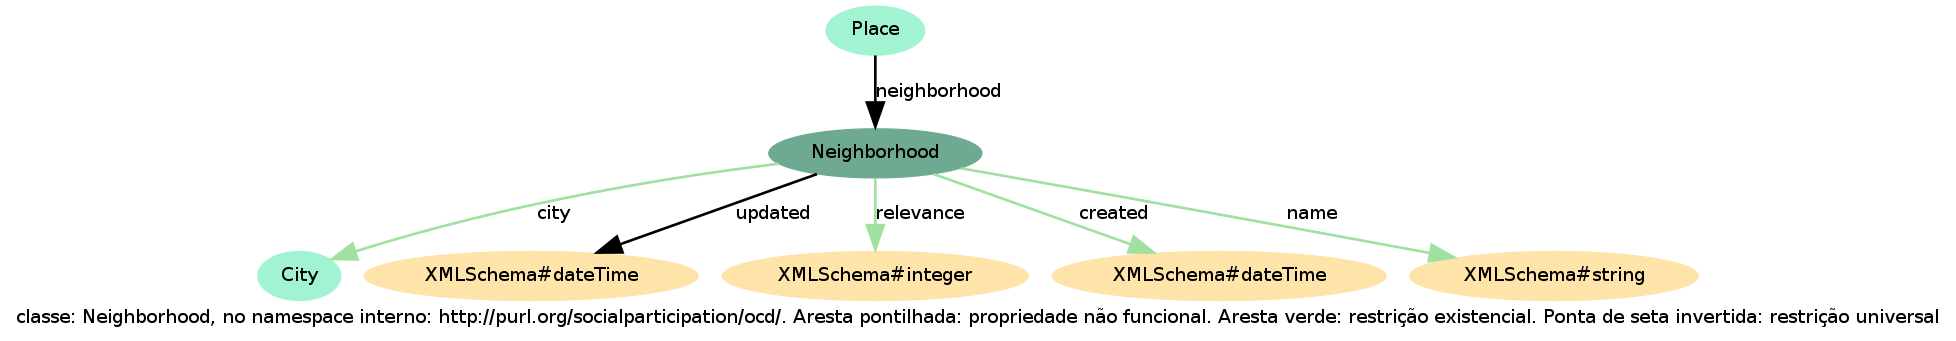 Place
neighborhood
Neighborhood
city
updated
relevance
created
name
City
XMLSchema#dateTime
XMLSchema#integer
XMLSchema#dateTime
XMLSchema#string
classe: Neighborhood, no namespace interno: http://purl.org/socialparticipation/ocd/. Aresta pontilhada: propriedade não funcional. Aresta verde: restrição existencial. Ponta de seta invertida: restrição universal